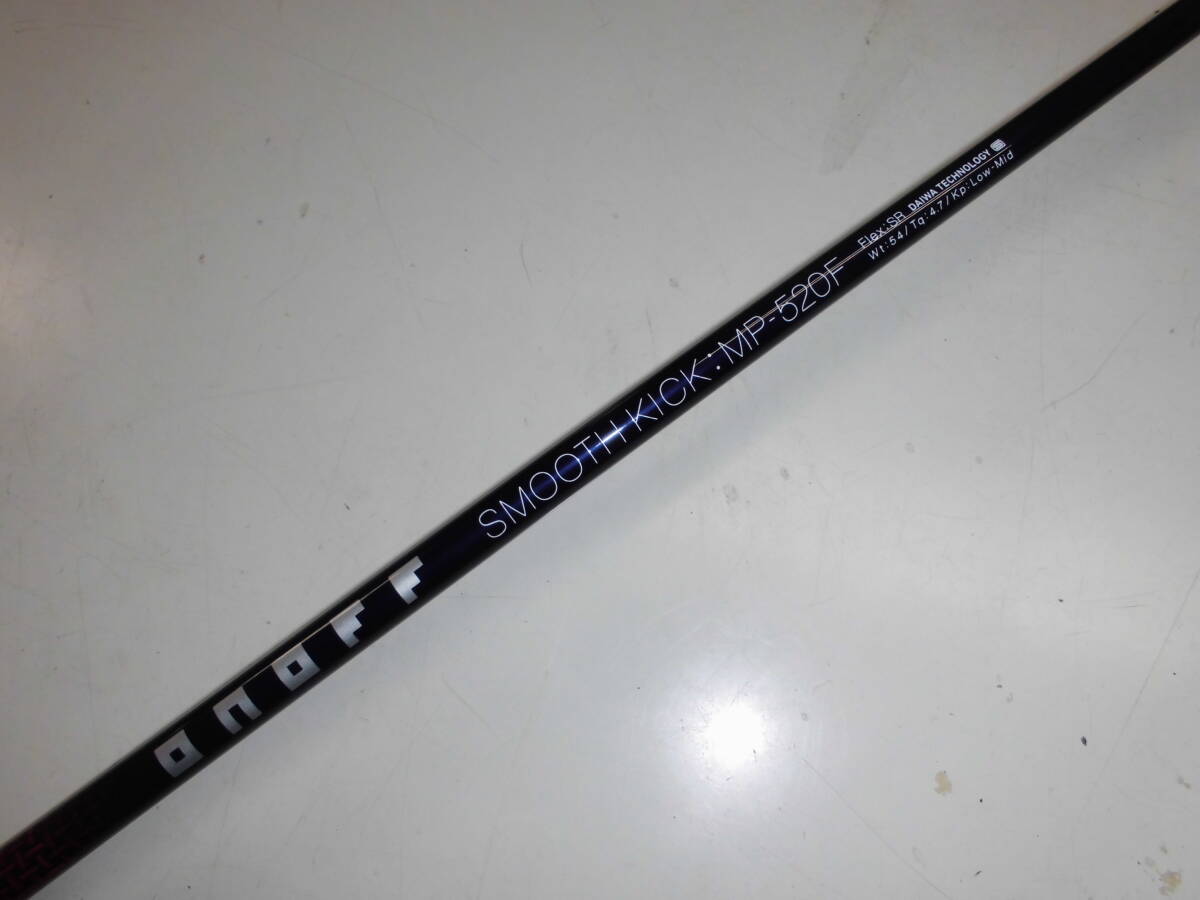 onoff
SMOOTH KICK: MP-520F
Flex:SR DAIWA TECHNOLOGY
Wt:54/Tq:4.7/Kp:Low-Mid